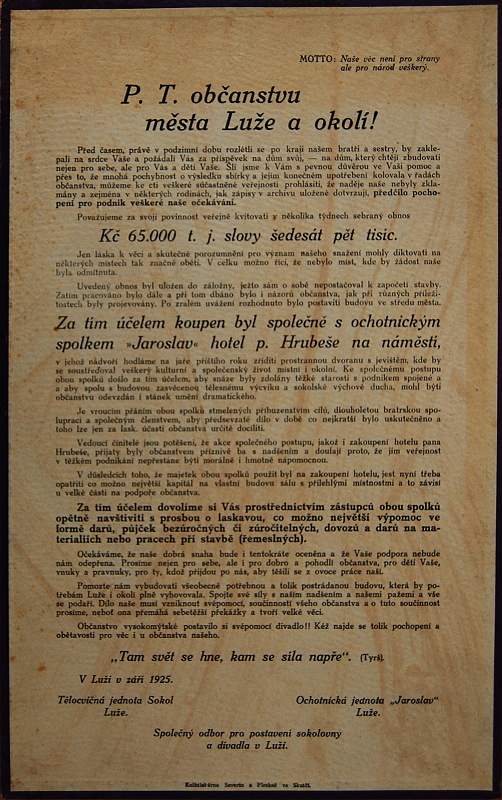 MOTTO: Naše věc není pro strany
ale pro národ veškerý.
P. T. občanstvu
města Luže a okolí!
Před časem, právě v podzimní dobu rozlétli se po kraji našem bratři a sestry, by zakle-
pali na srdce Vaše a požádali Vás za příspěvek na dům svůj, — na dům, který chtějí zbudovati
nejen pro sebe, ale pro Vás a děti Vaše. Šli jsme k Vám s pevnou důvěrou ve Vaši pomoc a
přes to, že mnohá pochybnost o výsledku sbírky a jejím konečném upotřebení kolovala v řadách
občanstva, můžeme ke cti veškeré súčastněné veřejnosti prohlásiti, že naděje naše nebyly zkla-
mány a zejména v některých rodinách, jak zápisy v archivu uložené dotvrzují, předčilo pocho-
pení pro podnik veškeré naše očekávání.
Považujeme za svoji povinnost veřejně kvitovati z několika týdnech sebraný obnos
Kč 65.000 t. j. slovy šedesát pět tisíc.
Jen láska k věci a skutečné porozumnění pro význam našeho snažení mohly diktovati na
některých místech tak značné oběti. V celku možno říci, že nebylo míst, kde by žádost naše
byla odmítnuta.
Uvedený obnos byl uložen do záložny, ježto sám o sobě nepostačoval k započetí stavby.
Zatím pracováno bylo dále a při tom dbáno bylo i názorů občanstva, jak při různých příleži-
tostech byly projevovány. Po zralém uvážení rozhodnuto bylo postaviti budovu ve středu města.
Za tím účelem koupen byl společně s ochotnickým
spolkem »Jaroslav« hotel p. Hrubeše na náměstí,
v jehož nádvoří hodláme na jaře příštího roku zříditi prostrannou dvoranu s jevištěm, kde by
se soustřeďoval veškerý kulturní a společenský život místní i okolní. Ke společnému postupu
obou spolků došlo za tím účelem, aby snáze byly zdolány těžké starosti s podnikem spojené a
a aby spolu s budovou zasvěcenou tělesnému výcviku a sokolské výchově ducha, mohl býti
občanstvu odevzdán i stánek umění dramatického.
Je vroucím přáním obou spolků stmelených příbuzenstvím cílů, dlouholetou bratrskou spo-
luprací a společným členstvem, aby předsevzaté dílo v době co nejkratší bylo uskutečněno a
toho lze jen za lask. účasti určité docíliti.
Vedoucí činitelé jsou potěšeni, že akce společného postupu, jakož i zakoupení hotelu pana
Hrubeše, přijaty byly občanstvem příznivě ba s nadšením a doufají proto, že jim veřejnost
v těžkém podnikání nepřestane býti morálně i hmotně nápomocnou.
V důsledcích toho, že majetek obou spolků použit byl na zakoupení hotelu, jest nyní třeba
opatřiti co možno největší kapitál na vlastní budovu sálu s přilehlými místnostmi a to závisí
u velké části na podpoře občanstva.
Za tím účelem dovolíme si Vás prostřednictvím zástupců obou spolků
opětně navštíviti s prosbou o laskavou, co možno největší výpomoc ve
formě darů, půjček bezúročných či zúročitelných, dovozů a darů na ma-
teriáliích nebo pracech při stavbě (řemeslných).
Očekáváme, že naše dobrá snaha bude i tentokráte oceněna a že Vaše podpora nebude
nám odepřena. Prosíme nejen pro sebe, ale i pro dobro a pohodlí občanstva, pro děti Vaše,
vnuky a pravnuky, pro ty, kdož přijdou po nás, aby těšili se z ovoce práce naší.
Pomozte nám vybudovati všeobecně potřebnou a tolik postrádanou budovu, která by po-
třebám Luže i okolí plně vyhovovala. Spojte své síly s naším nadšením a našemi pažemi a vše
se podaří. Dílo naše musí vzniknout svépomocí, součinností všeho občanstva a o tuto součinnost
prosíme, neboť ona přemáhá sebetěžší překážky a tvoří velké věci.
Občanstvo vysokomýtské postavilo si svépomocí divadlo!! Kéž najde se tolik pochopení a
obětavosti pro věc i u občanstva našeho.
„Tam svět se hne, kam se síla napře“. (Tyrš).
V Luži v září 1925.
Tělocvičná jednota Sokol
Luže.
Ochotnická jednota „Jaroslav“
Luže.
Společný odbor pro postavení sokolovny
a divadla v Luži.
Knihtiskárna Severin a Plenkač ve Skutči.